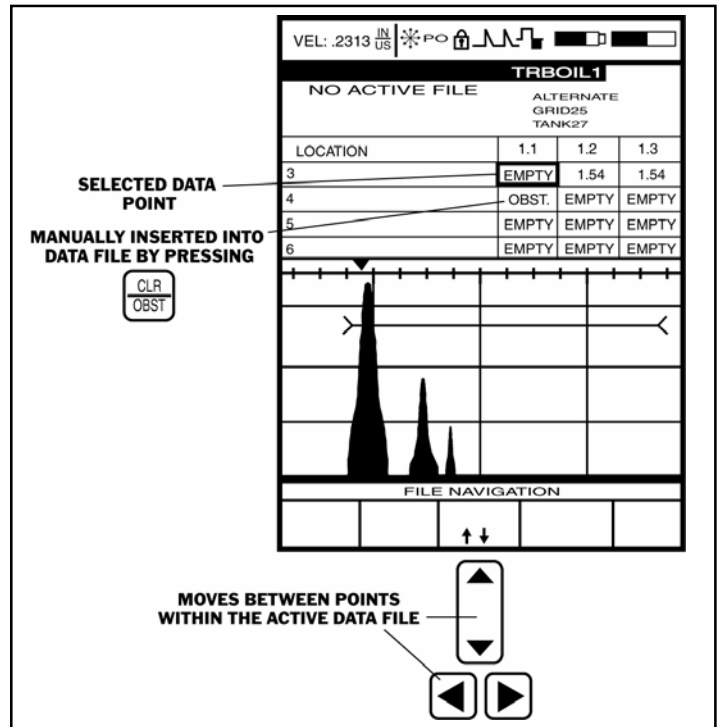 VEL: .2313 IN US PO
TRBOIL1
NO ACTIVE FILE
ALTERNATE
GRID25
TANK27
LOCATION 1.1 1.2 1.3
3 EMPTY 1.54 1.54
4 OBST. EMPTY EMPTY
5 EMPTY EMPTY EMPTY
6 EMPTY EMPTY EMPTY
SELECTED DATA
POINT
MANUALLY INSERTED INTO
DATA FILE BY PRESSING
CLR
OBST
FILE NAVIGATION
MOVES BETWEEN POINTS
WITHIN THE ACTIVE DATA FILE